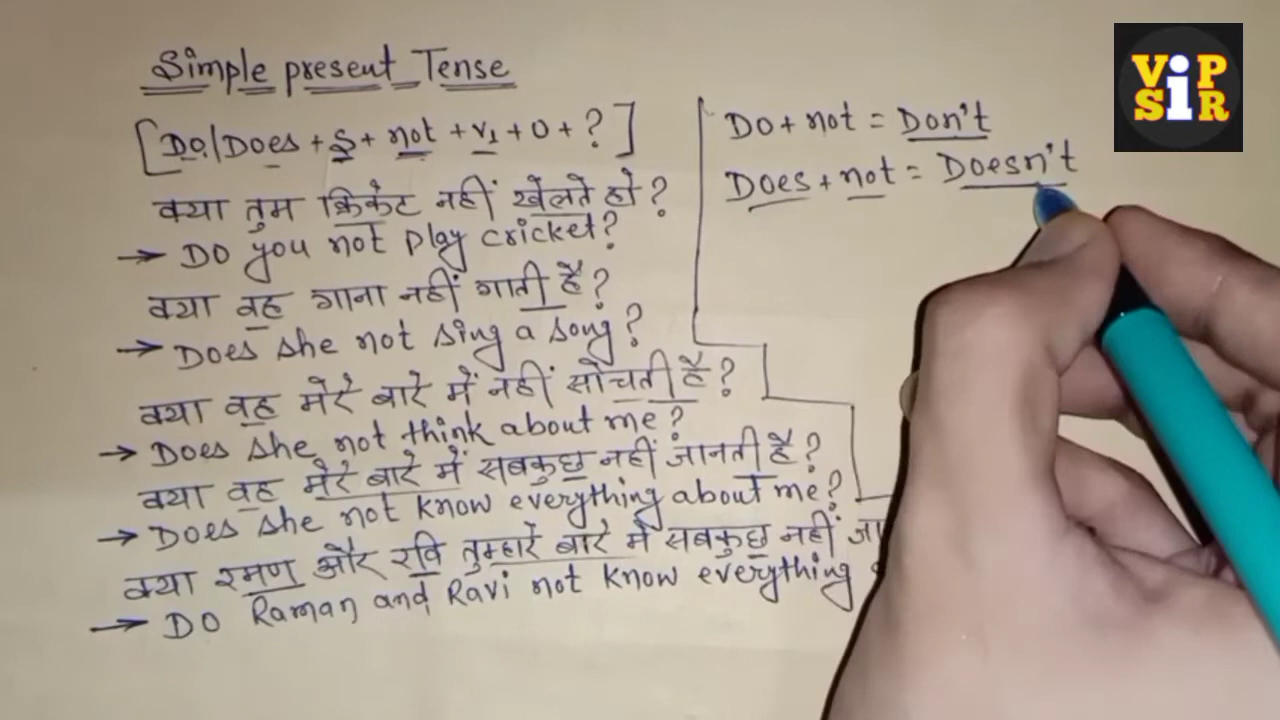 Simple present Tense
[Do/Does + S + not + V1 + O + ?]
क्या तुम क्रिकेट नहीं खेलते हो?
→ Do you not play cricket?
क्या वह गाना नहीं गाती है?
→ Does she not sing a song?
क्या वह मेरे बारे में नहीं सोचती है?
→ Does she not think about me?
क्या वह मेरे बारे में सबकुछ नहीं जानती है?
→ Does she not know everything about me?
क्या रमण और रवि तुम्हारे बारे में सबकुछ नहीं
→ Do Raman and Ravi not know everything
Do + not = Don't
Does + not = Doesn't
ViP
SiR